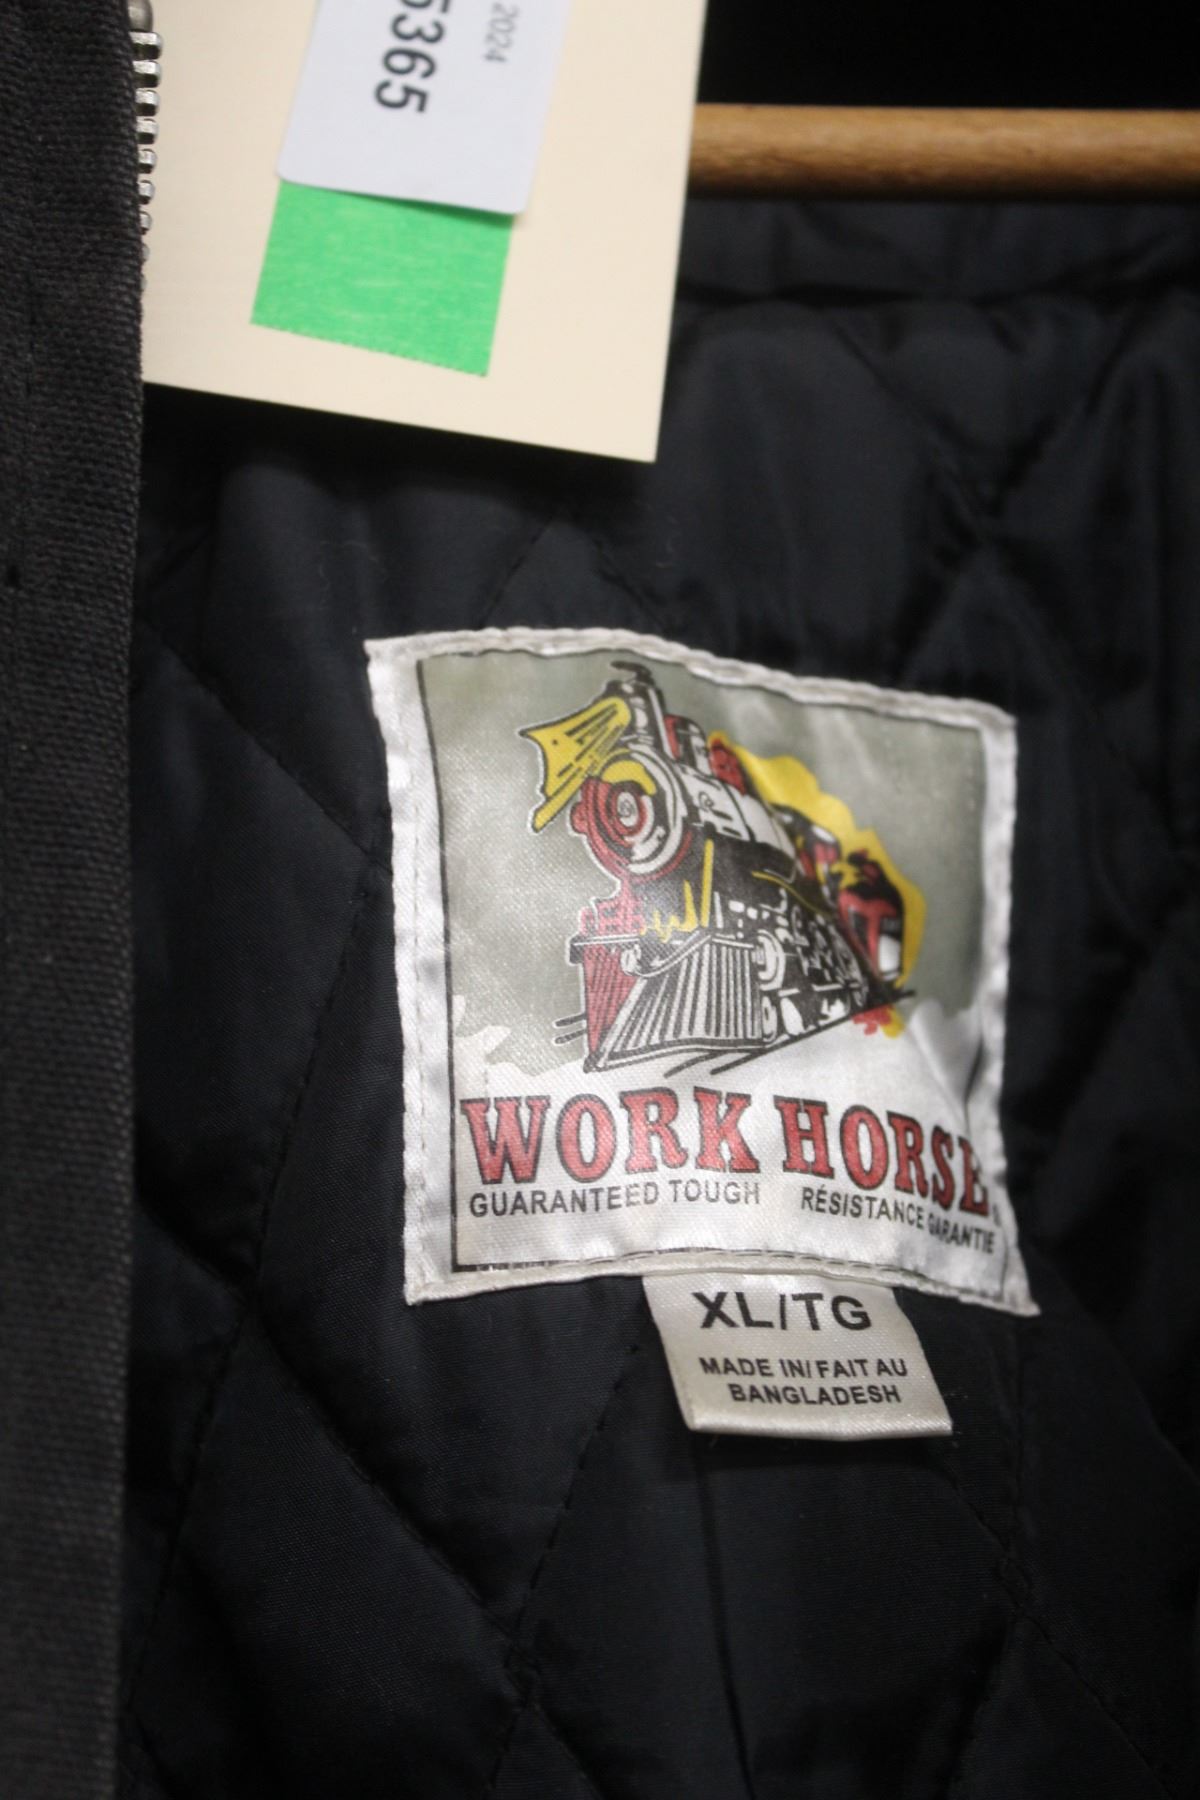 2024
5365
WORK HORSE
GUARANTEED TOUGH RÉSISTANCE GARANTIE
XL/TG
MADE IN/FAIT AU
BANGLADESH